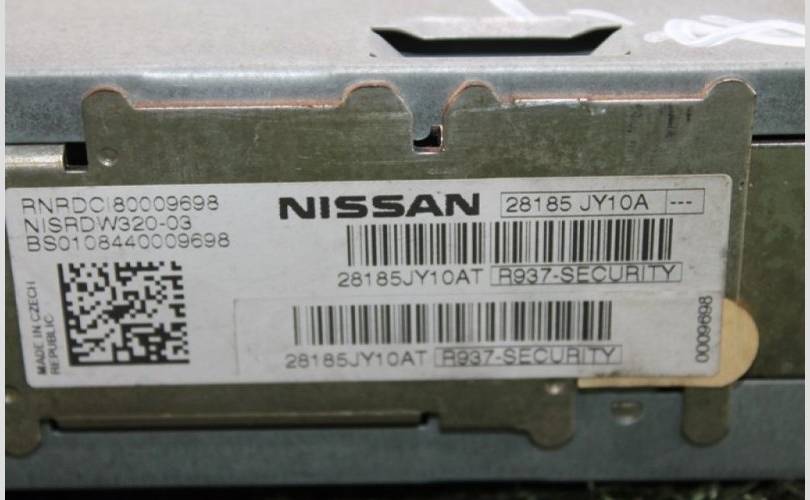 RNRDCI80009698
NISRDW320-03
BS0108440009698
NISSAN 28185 JY10A ---
28185JY10AT R937-SECURITY
MADE IN CZECH
REPUBLIC
28185JY10AT R937-SECURITY
0009698